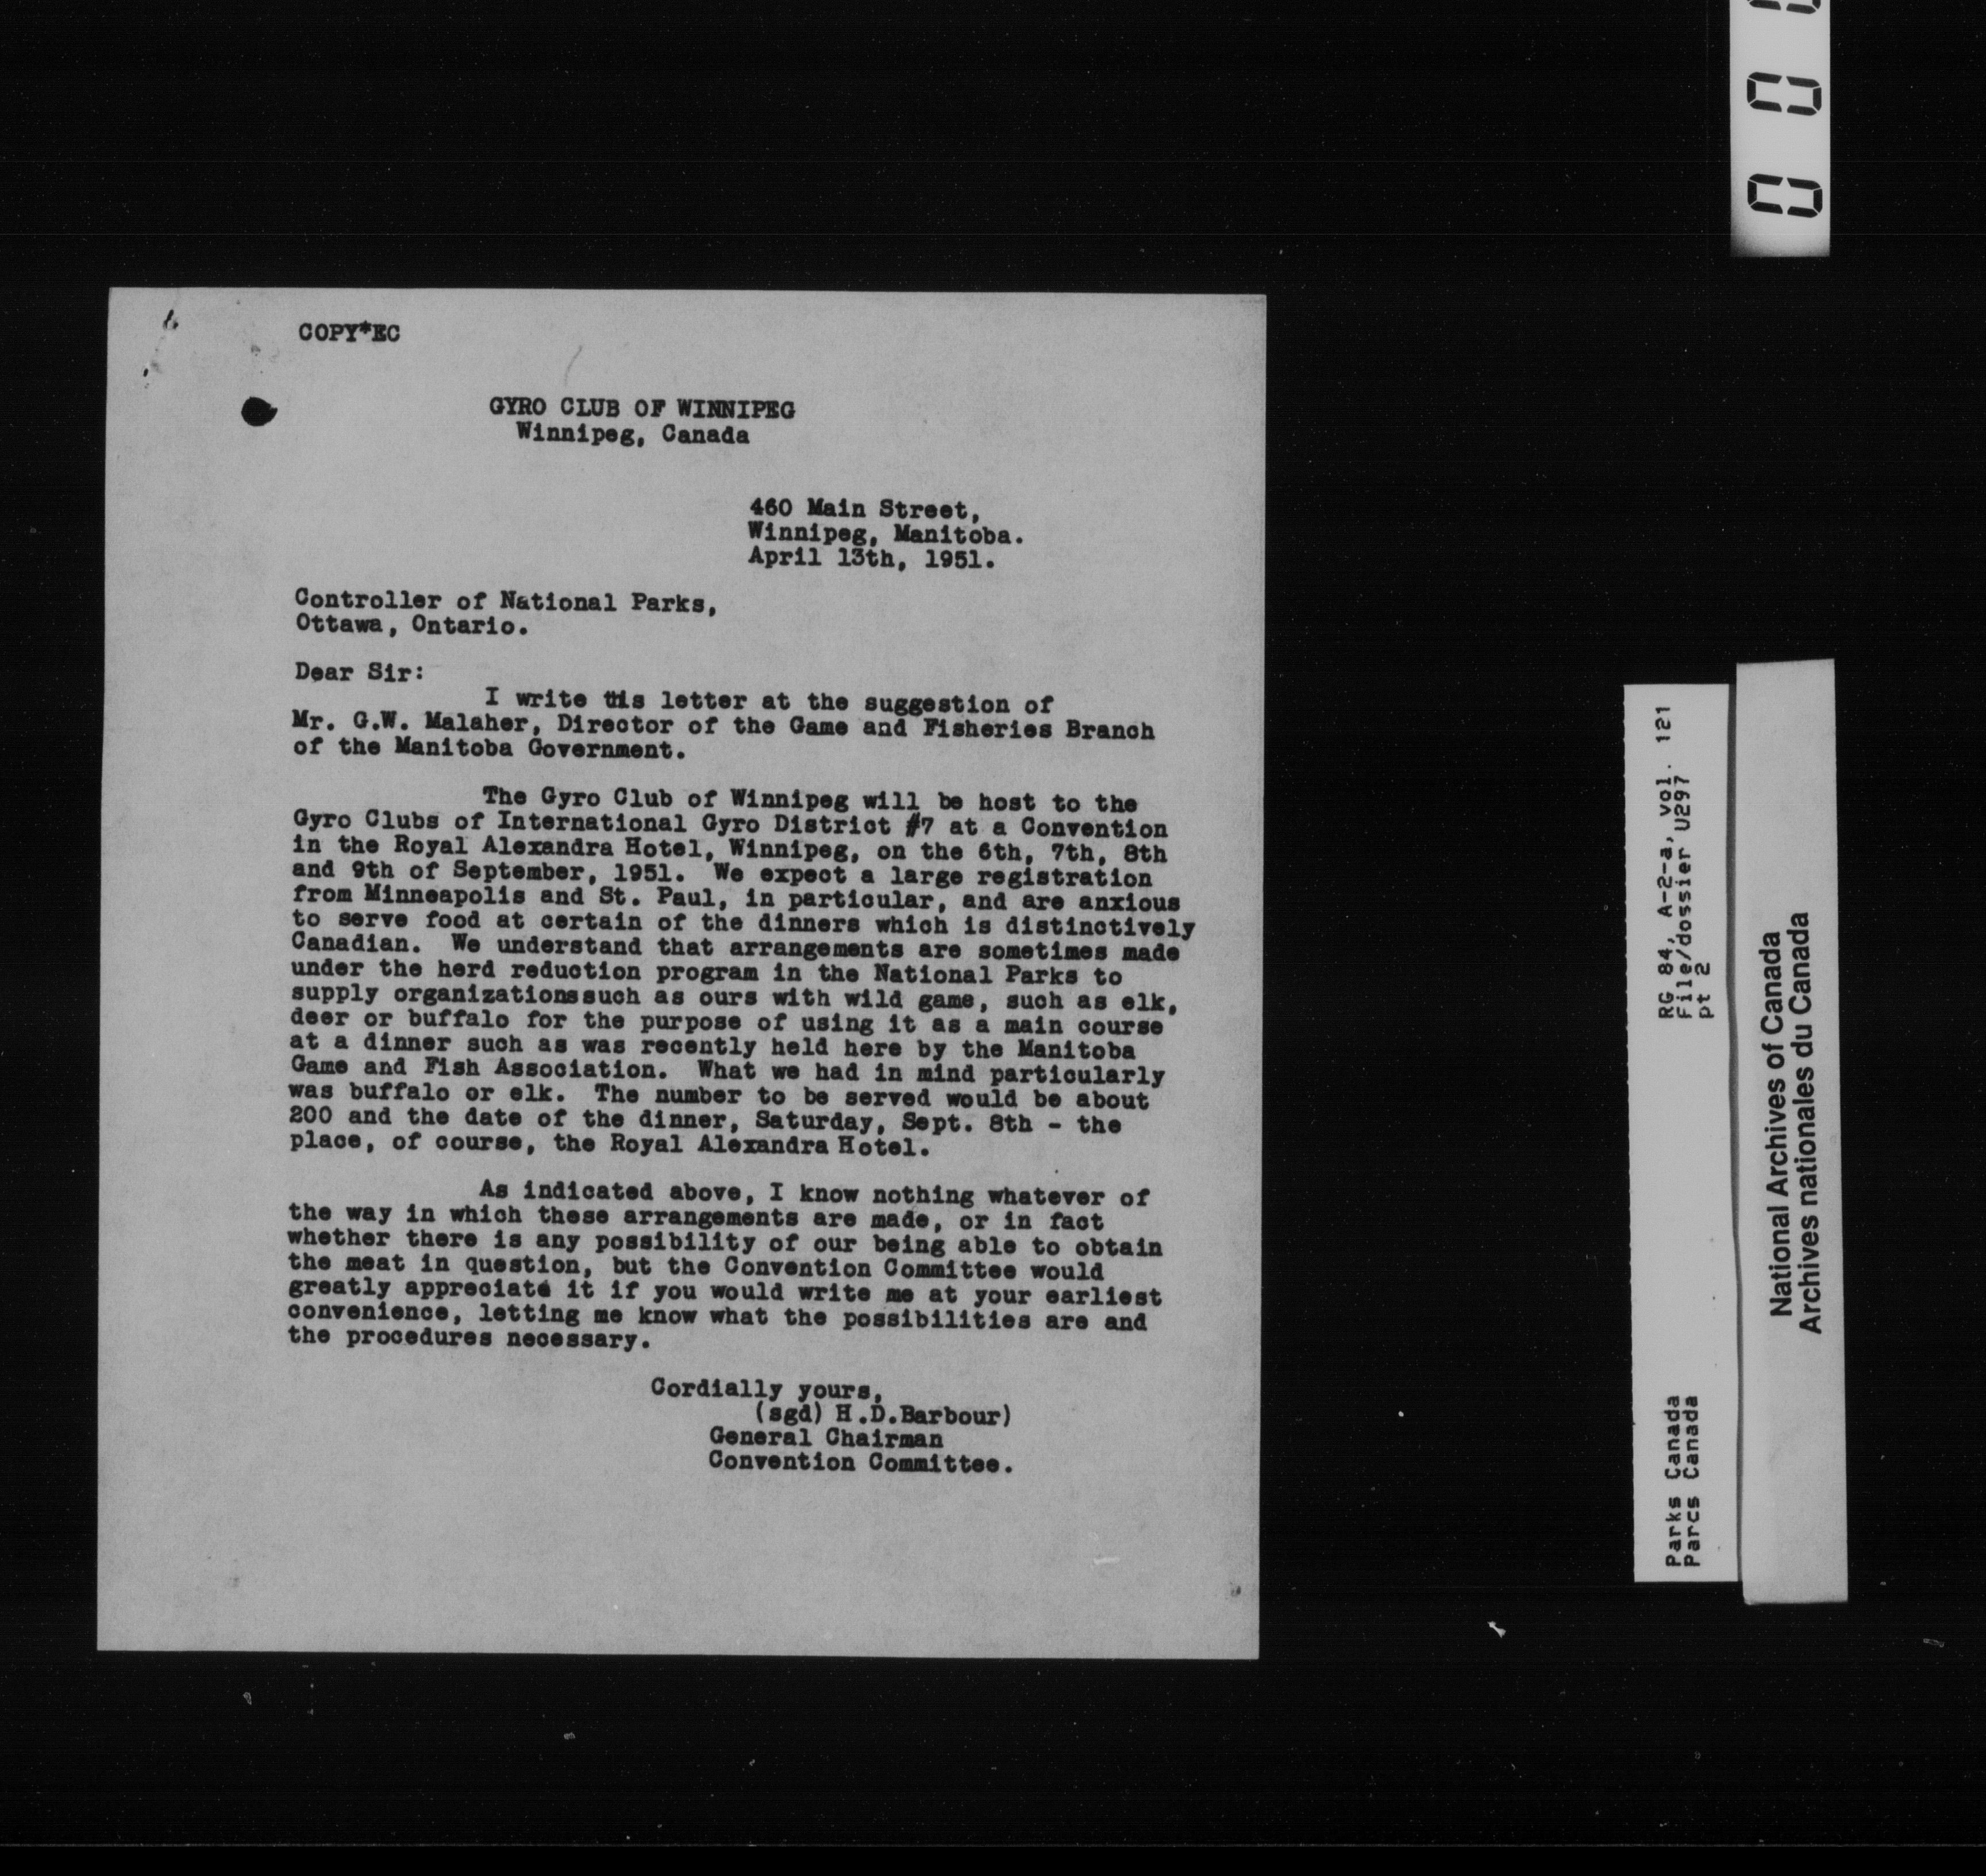 COPY*EC
GYRO CLUB OF WINNIPEG
Winnipeg, Canada
460 Main Street,
Winnipeg, Manitoba.
April 13th, 1951.
Controller of National Parks,
Ottawa, Ontario.
Dear Sir:
I write this letter at the suggestion of
Mr. G.W. Malaher, Director of the Game and Fisheries Branch
of the Manitoba Government.
The Gyro Club of Winnipeg will be host to the
Gyro Clubs of International Gyro District #7 at a Convention
in the Royal Alexandra Hotel, Winnipeg, on the 6th, 7th, 8th
and 9th of September, 1951. We expect a large registration
from Minneapolis and St. Paul, in particular, and are anxious
to serve food at certain of the dinners which is distinctively
Canadian. We understand that arrangements are sometimes made
under the herd reduction program in the National Parks to
supply organizationssuch as ours with wild game, such as elk,
deer or buffalo for the purpose of using it as a main course
at a dinner such as was recently held here by the Manitoba
Game and Fish Association. What we had in mind particularly
was buffalo or elk. The number to be served would be about
200 and the date of the dinner, Saturday, Sept. 8th - the
place, of course, the Royal Alexandra Hotel.
As indicated above, I know nothing whatever of
the way in which these arrangements are made, or in fact
whether there is any possibility of our being able to obtain
the meat in question, but the Convention Committee would
greatly appreciate it if you would write me at your earliest
convenience, letting me know what the possibilities are and
the procedures necessary.
Cordially yours,
(sgd) H.D.Barbour)
General Chairman
Convention Committee.
RG 84, A-2-a, vol. 121
File/dossier U297
pt 2
Parks Canada
Parcs Canada
National Archives of Canada
Archives nationales du Canada